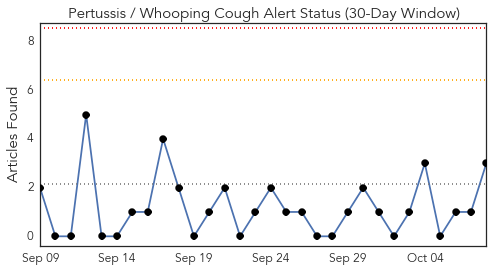 Pertussis / Whooping Cough Alert Status (30-Day Window)
Articles Found
8
6
4
2
0
Sep 09 Sep 14 Sep 19 Sep 24 Sep 29 Oct 04